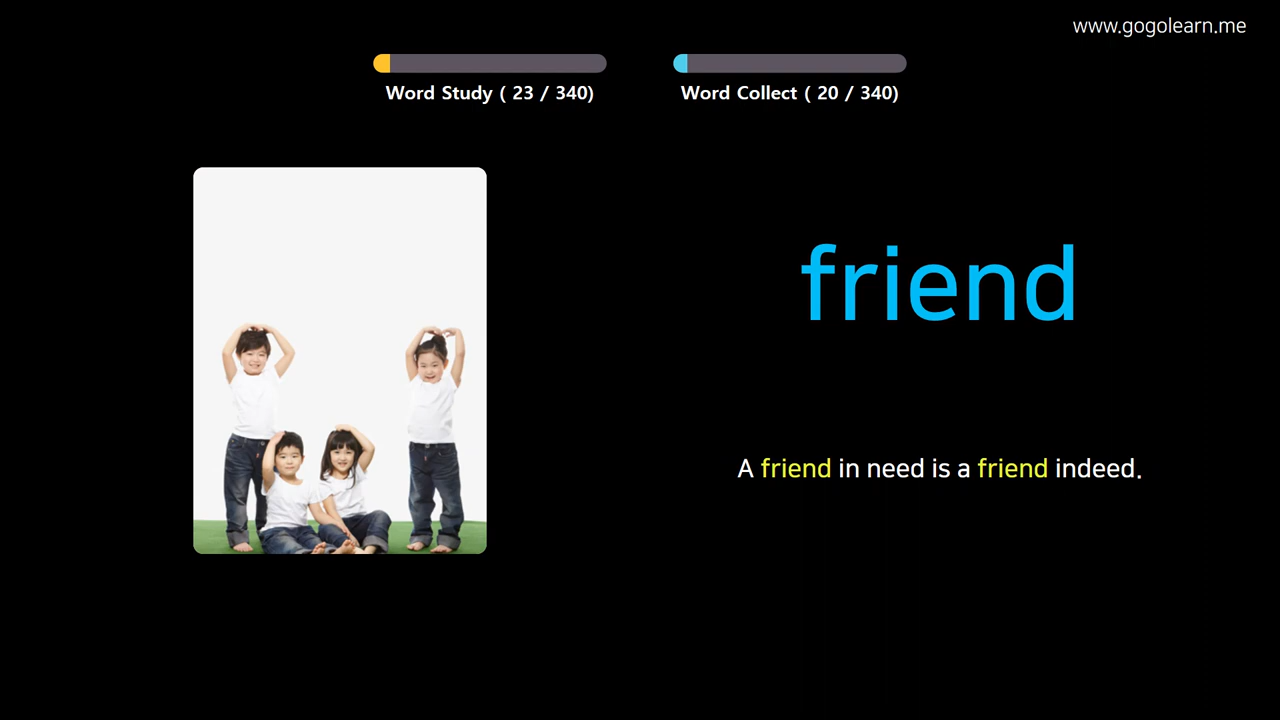 www.gogolearn.me
Word Study ( 23 / 340)
Word Collect ( 20 / 340)
friend
A friend in need is a friend indeed.